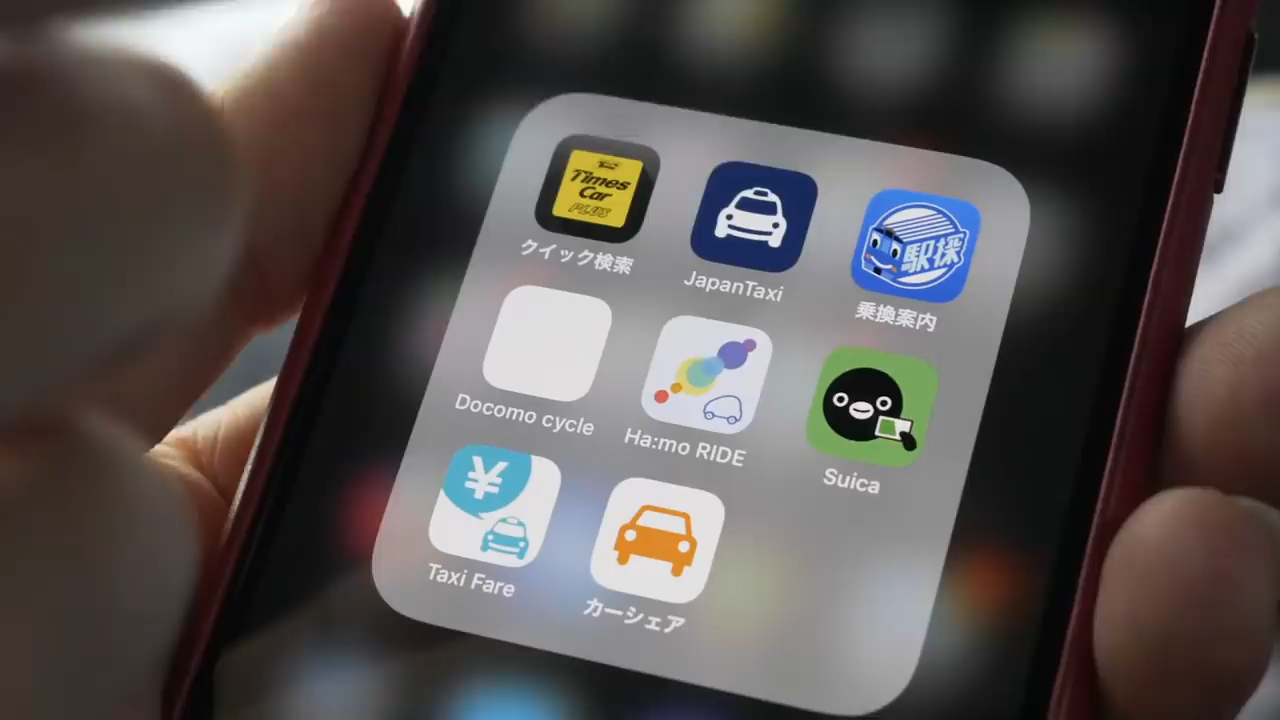 Times
Car
PLUS
クイック検索
JapanTaxi
駅探
乗換案内
Docomo cycle
Ha:mo RIDE
Suica
¥
Taxi Fare
カーシェア